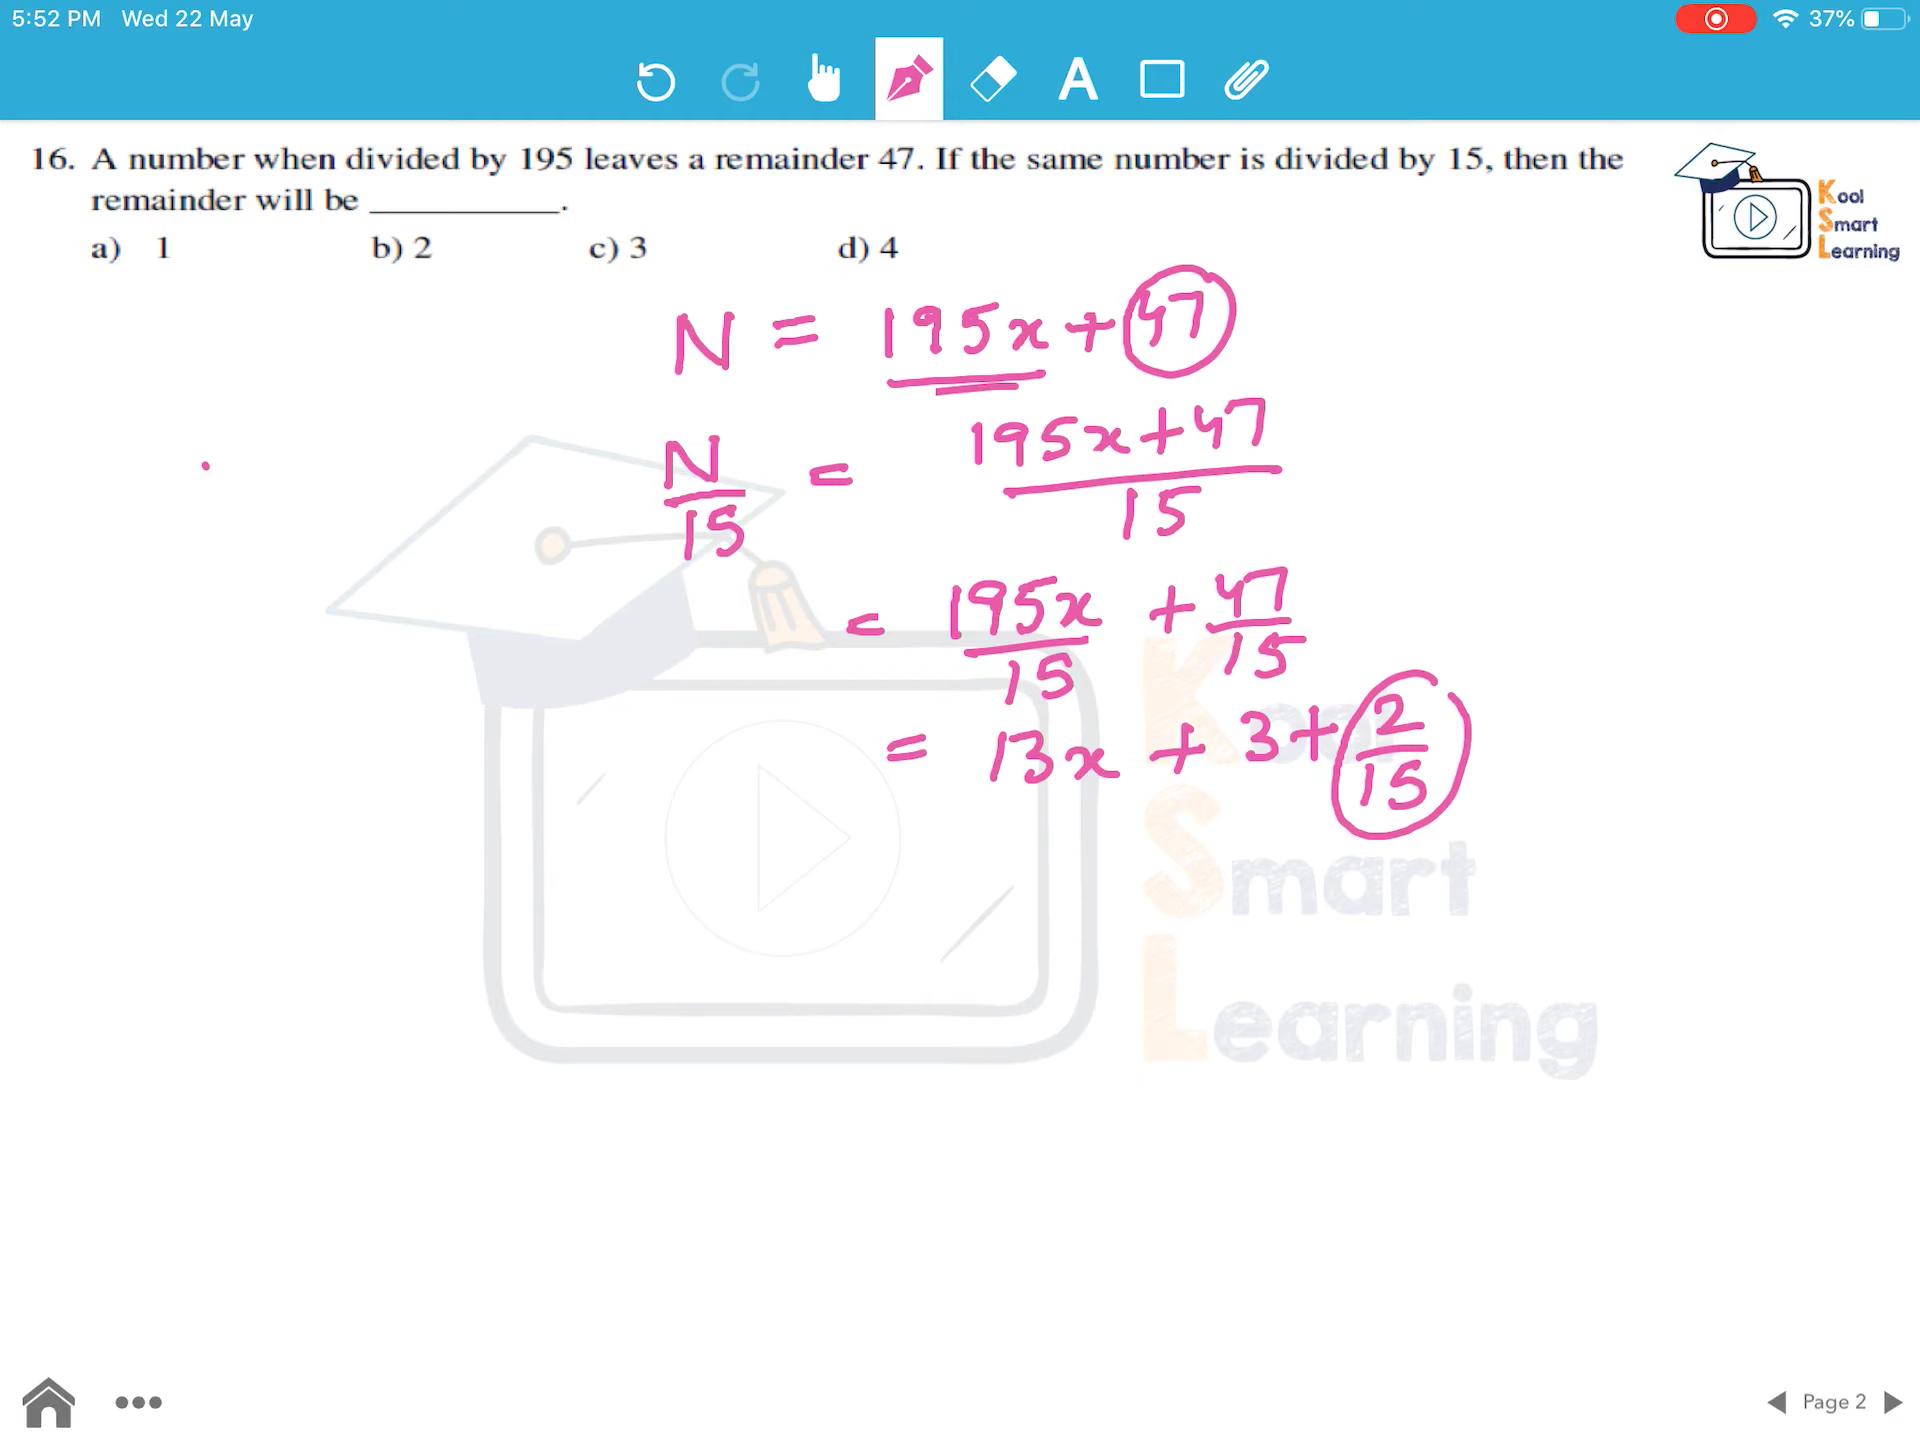 5:52 PM Wed 22 May 37%
A
16. A number when divided by 195 leaves a remainder 47. If the same number is divided by 15, then the
remainder will be ____________.
a) 1 b) 2 c) 3 d) 4
Kool
Smart
Learning
N = 195x + 47
N/15 = 195x+47/15
= 195x/15 + 47/15
= 13x + 3 + 2/15
Kool
Smart
Learning
Page 2